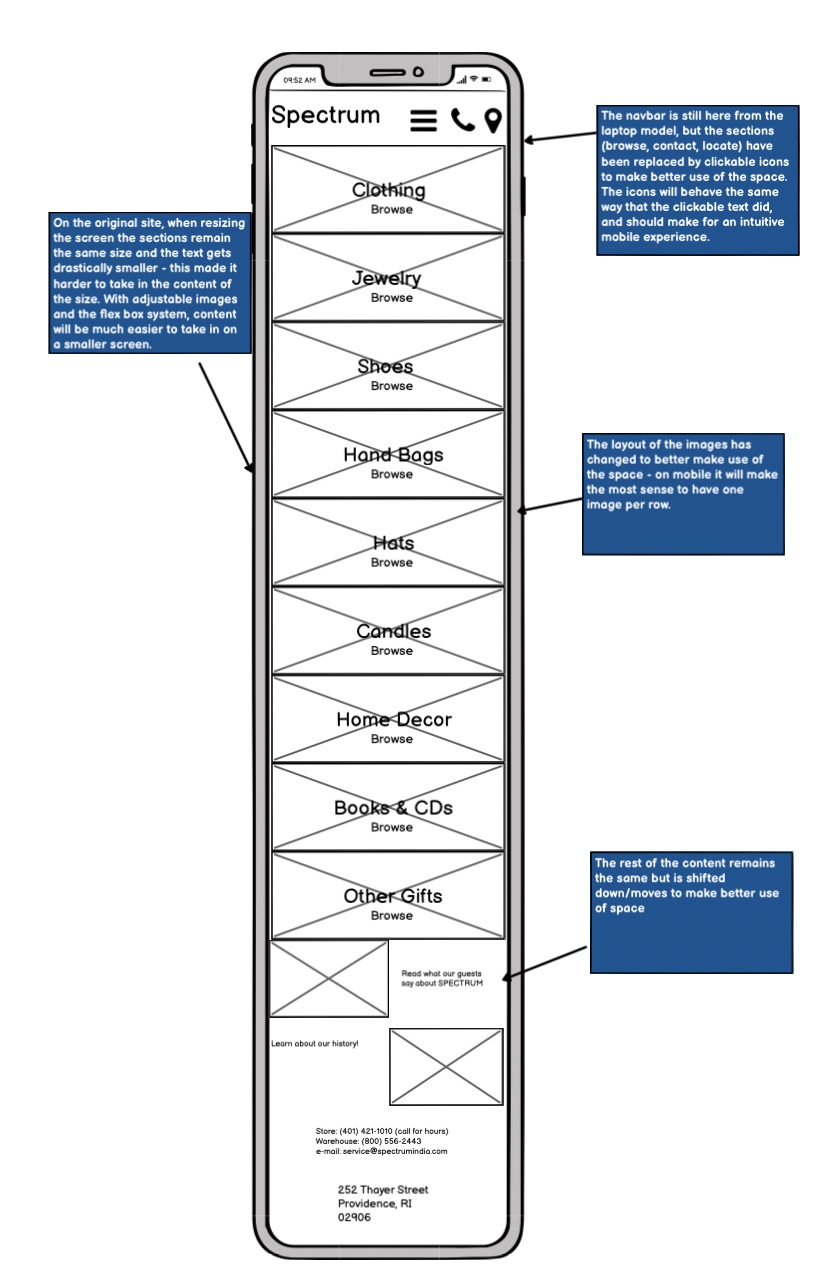 09:52 AM
Spectrum
Clothing
Browse
Jewelry
Browse
Shoes
Browse
Hand Bags
Browse
Hats
Browse
Candles
Browse
Home Decor
Browse
Books & CDs
Browse
Other Gifts
Browse
Read what our guests
say about SPECTRUM
Learn about our history!
Store: (401) 421-1010 (call for hours)
Warehouse: (800) 556-2443
e-mail: service@spectrumindia.com
252 Thayer Street
Providence, RI
02906
On the original site, when resizing
the screen the sections remain
the same size and the text gets
drastically smaller - this made it
harder to take in the content of
the size. With adjustable images
and the flex box system, content
will be much easier to take in on
a smaller screen.
The navbar is still here from the
laptop model, but the sections
(browse, contact, locate) have
been replaced by clickable icons
to make better use of the space.
The icons will behave the same
way that the clickable text did,
and should make for an intuitive
mobile experience.
The layout of the images has
changed to better make use of
the space - on mobile it will make
the most sense to have one
image per row.
The rest of the content remains
the same but is shifted
down/moves to make better use
of space